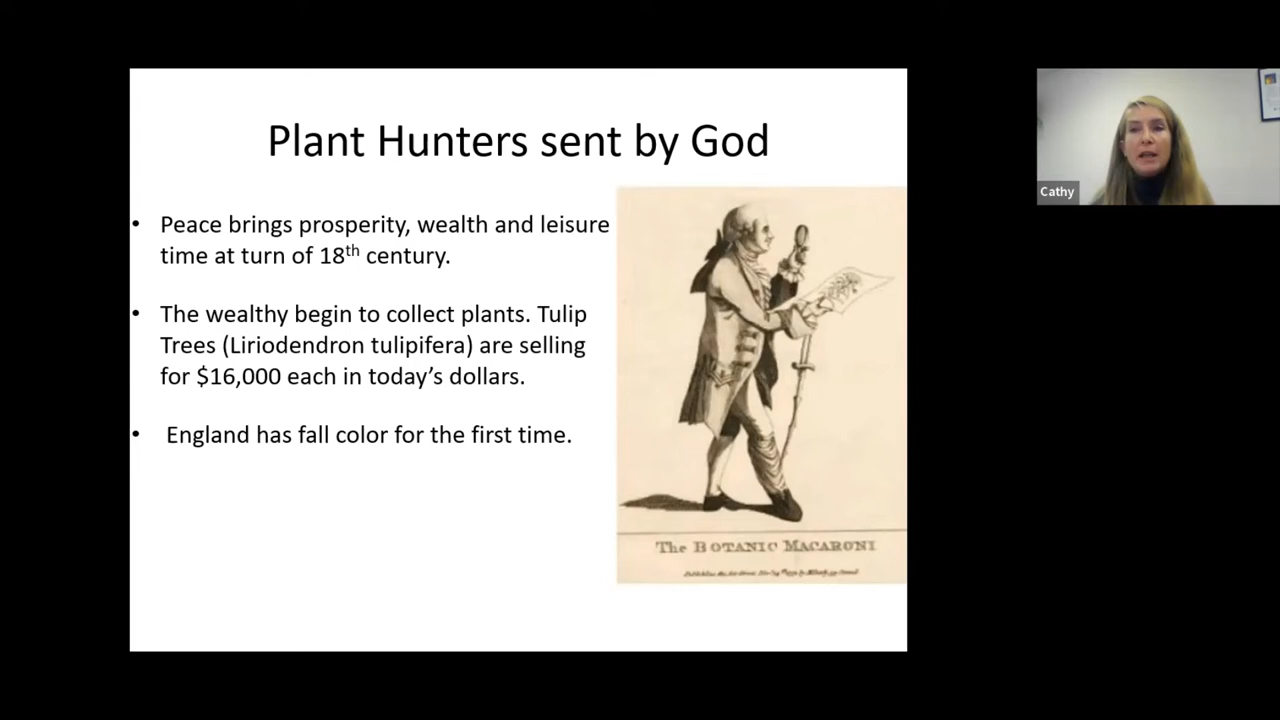 Plant Hunters sent by God
• Peace brings prosperity, wealth and leisure
time at turn of 18th century.
• The wealthy begin to collect plants. Tulip
Trees (Liriodendron tulipifera) are selling
for $16,000 each in today’s dollars.
• England has fall color for the first time.
The BOTANIC MACARONI
Cathy